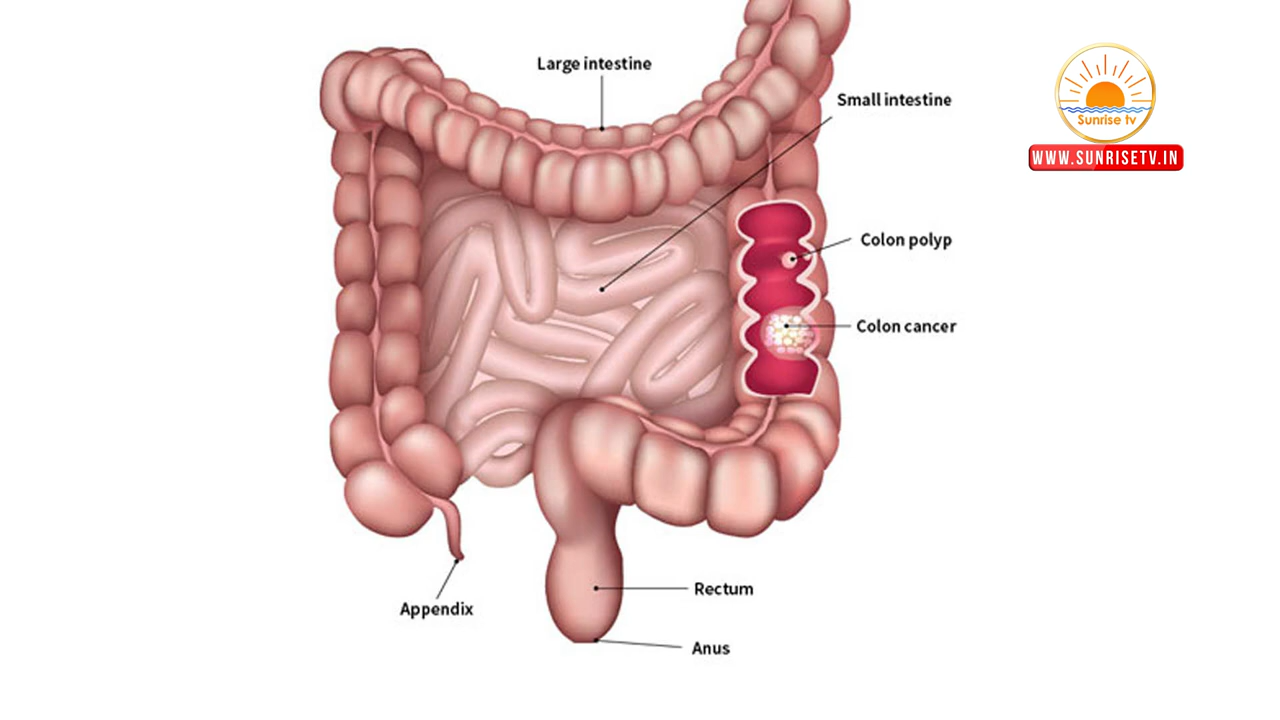 Large intestine
Small intestine
Sunrise tv
WWW.SUNRISETV.IN
Colon polyp
Colon cancer
Appendix
Rectum
Anus